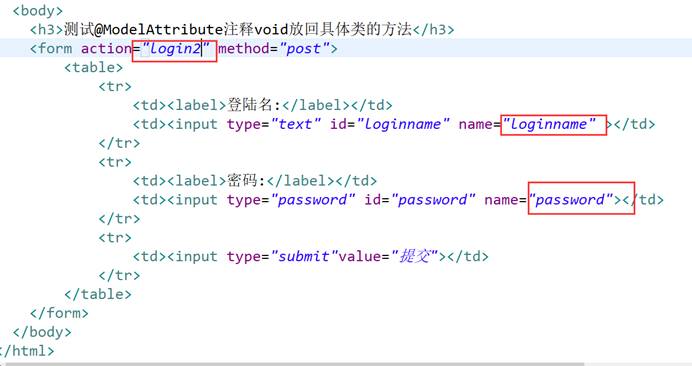 <body>
<h3>测试@ModelAttribute注释void放回具体类的方法</h3>
<form action="login2" method="post">
<table>
<tr>
<td><label>登陆名:</label></td>
<td><input type="text" id="loginname" name="loginname" ></td>
</tr>
<tr>
<td><label>密码:</label></td>
<td><input type="password" id="password" name="password"></td>
</tr>
<tr>
<td><input type="submit"value="提交"></td>
</tr>
</table>
</form>
</body>
</html>